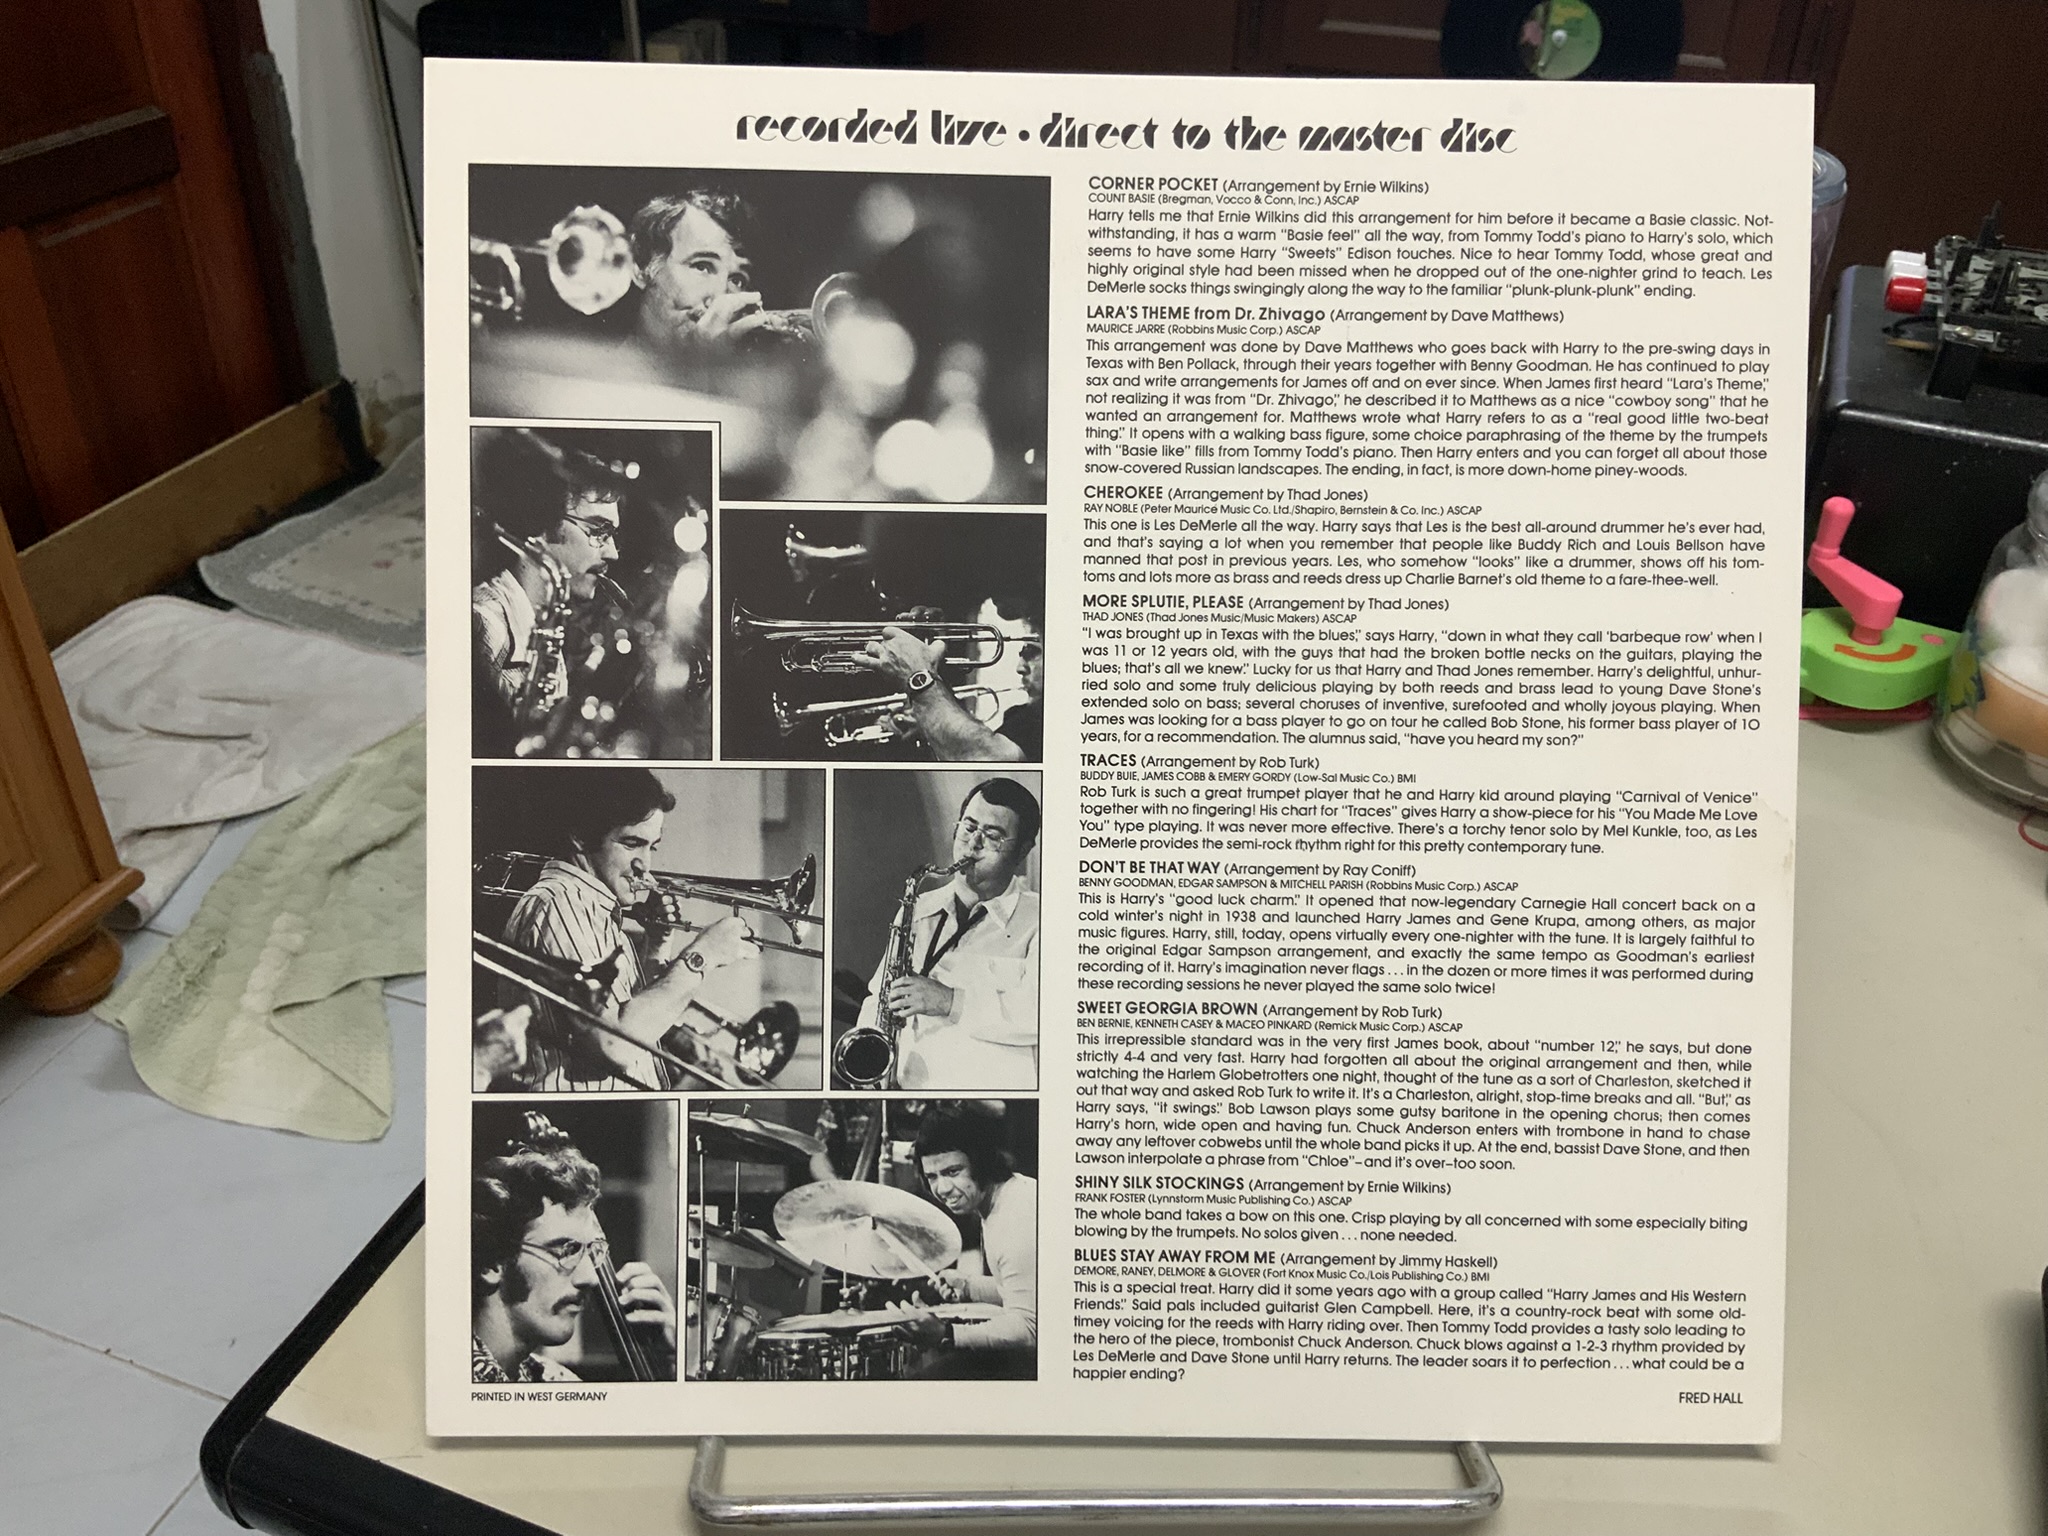 recorded live • direct to the master disc
CORNER POCKET (Arrangement by Ernie Wilkins)
COUNT BASIE (Bregman, Vocco & Conn, Inc.) ASCAP
Harry tells me that Ernie Wilkins did this arrangement for him before it became a Basie classic. Not-
withstanding, it has a warm "Basie feel" all the way, from Tommy Todd's piano to Harry's solo, which
seems to have some Harry "Sweets" Edison touches. Nice to hear Tommy Todd, whose great and
highly original style had been missed when he dropped out of the one-nighter grind to teach. Les
DeMerle socks things swingingly along the way to the familiar "plunk-plunk-plunk" ending.
LARA'S THEME from Dr. Zhivago (Arrangement by Dave Matthews)
MAURICE JARRE (Robbins Music Corp.) ASCAP
This arrangement was done by Dave Matthews who goes back with Harry to the pre-swing days in
Texas with Ben Pollack, through their years together with Benny Goodman. He has continued to play
sax and write arrangements for James off and on ever since. When James first heard "Lara's Theme,"
not realizing it was from "Dr. Zhivago," he described it to Matthews as a nice "cowboy song" that he
wanted an arrangement for. Matthews wrote what Harry refers to as a "real good little two-beat
thing." It opens with a walking bass figure, some choice paraphrasing of the theme by the trumpets
with "Basie like" fills from Tommy Todd's piano. Then Harry enters and you can forget all about those
snow-covered Russian landscapes. The ending, in fact, is more down-home piney-woods.
CHEROKEE (Arrangement by Thad Jones)
RAY NOBLE (Peter Maurice Music Co. Ltd./Shapiro, Bernstein & Co. Inc.) ASCAP
This one is Les DeMerle all the way. Harry says that Les is the best all-around drummer he's ever had,
and that's saying a lot when you remember that people like Buddy Rich and Louis Bellson have
manned that post in previous years. Les, who somehow "looks" like a drummer, shows off his tom-
toms and lots more as brass and reeds dress up Charlie Barnet's old theme to a fare-thee-well.
MORE SPLUTIE, PLEASE (Arrangement by Thad Jones)
THAD JONES (Thad Jones Music/Music Makers) ASCAP
"I was brought up in Texas with the blues," says Harry, "down in what they call 'barbeque row' when I
was 11 or 12 years old, with the guys that had the broken bottle necks on the guitars, playing the
blues; that's all we knew." Lucky for us that Harry and Thad Jones remember. Harry's delightful, unhur-
ried solo and some truly delicious playing by both reeds and brass lead to young Dave Stone's
extended solo on bass; several choruses of inventive, surefooted and wholly joyous playing. When
James was looking for a bass player to go on tour he called Bob Stone, his former bass player of 10
years, for a recommendation. The alumnus said, "have you heard my son?"
TRACES (Arrangement by Rob Turk)
BUDDY BUIE, JAMES COBB & EMERY GORDY (Low-Sal Music Co.) BMI
Rob Turk is such a great trumpet player that he and Harry kid around playing "Carnival of Venice"
together with no fingering! His chart for "Traces" gives Harry a show-piece for his "You Made Me Love
You" type playing. It was never more effective. There's a torchy tenor solo by Mel Kunkle, too, as Les
DeMerle provides the semi-rock rhythm right for this pretty contemporary tune.
DON'T BE THAT WAY (Arrangement by Ray Coniff)
BENNY GOODMAN, EDGAR SAMPSON & MITCHELL PARISH (Robbins Music Corp.) ASCAP
This is Harry's "good luck charm." It opened that now-legendary Carnegie Hall concert back on a
cold winter's night in 1938 and launched Harry James and Gene Krupa, among others, as major
music figures. Harry, still, today, opens virtually every one-nighter with the tune. It is largely faithful to
the original Edgar Sampson arrangement, and exactly the same tempo as Goodman's earliest
recording of it. Harry's imagination never flags...in the dozen or more times it was performed during
these recording sessions he never played the same solo twice!
SWEET GEORGIA BROWN (Arrangement by Rob Turk)
BEN BERNIE, KENNETH CASEY & MACEO PINKARD (Remick Music Corp.) ASCAP
This irrepressible standard was in the very first James book, about "number 12," he says, but done
strictly 4-4 and very fast. Harry had forgotten all about the original arrangement and then, while
watching the Harlem Globetrotters one night, thought of the tune as a sort of Charleston, sketched it
out that way and asked Rob Turk to write it. It's a Charleston, alright, stop-time breaks and all. "But," as
Harry says, "it swings." Bob Lawson plays some gutsy baritone in the opening chorus; then comes
Harry's horn, wide open and having fun. Chuck Anderson enters with trombone in hand to chase
away any leftover cobwebs until the whole band picks it up. At the end, bassist Dave Stone, and then
Lawson interpolate a phrase from "Chloe"–and it's over–too soon.
SHINY SILK STOCKINGS (Arrangement by Ernie Wilkins)
FRANK FOSTER (Lynnstorm Music Publishing Co.) ASCAP
The whole band takes a bow on this one. Crisp playing by all concerned with some especially biting
blowing by the trumpets. No solos given...none needed.
BLUES STAY AWAY FROM ME (Arrangement by Jimmy Haskell)
DEMORE, RANEY, DELMORE & GLOVER (Fort Knox Music Co./Lois Publishing Co.) BMI
This is a special treat. Harry did it some years ago with a group called "Harry James and His Western
Friends." Said pals included guitarist Glen Campbell. Here, it's a country-rock beat with some old-
timey voicing for the reeds with Harry riding over. Then Tommy Todd provides a tasty solo leading to
the hero of the piece, trombonist Chuck Anderson. Chuck blows against a 1-2-3 rhythm provided by
Les DeMerle and Dave Stone until Harry returns. The leader soars it to perfection...what could be a
happier ending?
PRINTED IN WEST GERMANY
FRED HALL